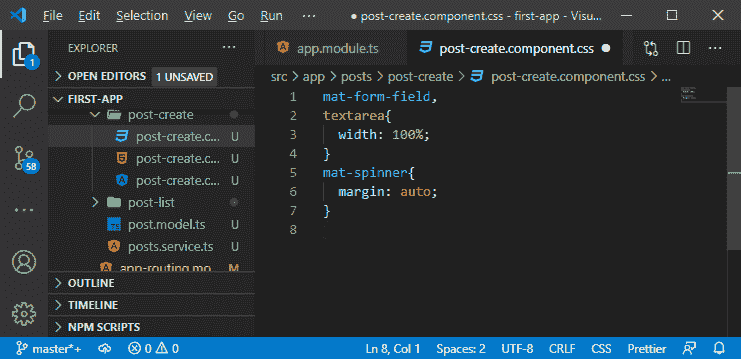 File Edit Selection View Go Run ... ● post-create.component.css - first-app - Visu...
EXPLORER ...
app.module.ts
post-create.component.css ●
...
1
OPEN EDITORS 1 UNSAVED
src > app > posts > post-create > post-create.component.css > ...
FIRST-APP
post-create
post-create.c... U
post-create.c... U
post-create.c... U
post-list
post.model.ts U
posts.service.ts U
app-routing.mo... M
58
OUTLINE
TIMELINE
NPM SCRIPTS
1 mat-form-field,
2 textarea{
3 width: 100%;
4 }
5 mat-spinner{
6 margin: auto;
7 }
8
master*+ 0 0 Ln 8, Col 1 Spaces: 2 UTF-8 CRLF CSS Prettier